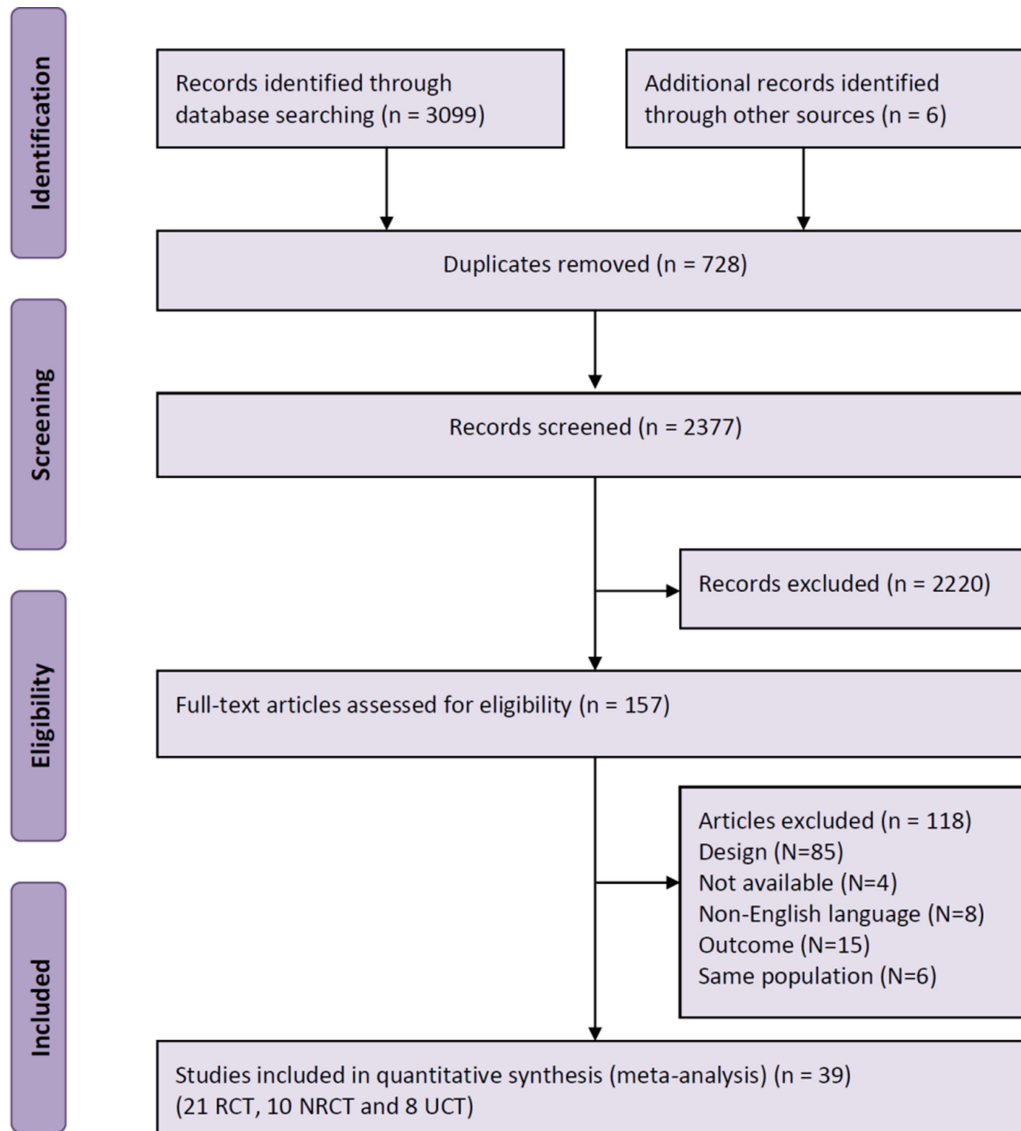 Identification
Records identified through
database searching (n = 3099)
Additional records identified
through other sources (n = 6)
Duplicates removed (n = 728)
Screening
Records screened (n = 2377)
Records excluded (n = 2220)
Eligibility
Full-text articles assessed for eligibility (n = 157)
Articles excluded (n = 118)
Design (N=85)
Not available (N=4)
Non-English language (N=8)
Outcome (N=15)
Same population (N=6)
Included
Studies included in quantitative synthesis (meta-analysis) (n = 39)
(21 RCT, 10 NRCT and 8 UCT)